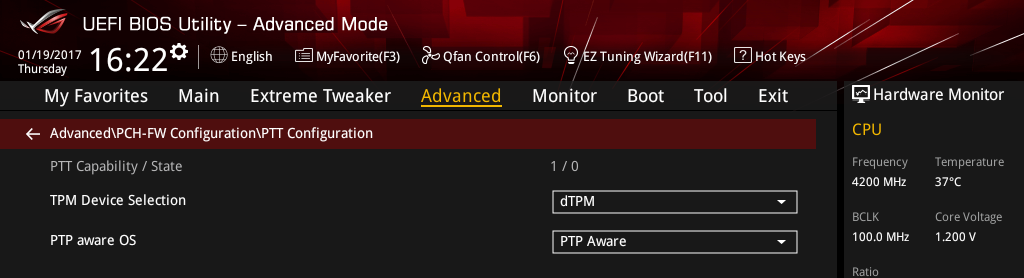 UEFI BIOS Utility – Advanced Mode
01/19/2017
Thursday
16:22
English
MyFavorite(F3)
Qfan Control(F6)
EZ Tuning Wizard(F11)
? Hot Keys
My Favorites Main Extreme Tweaker Advanced Monitor Boot Tool Exit
Hardware Monitor
Advanced\PCH-FW Configuration\PTT Configuration
PTT Capability / State 1 / 0
TPM Device Selection dTPM
PTP aware OS PTP Aware
CPU
Frequency Temperature
4200 MHz 37°C
BCLK Core Voltage
100.0 MHz 1.200 V
Ratio